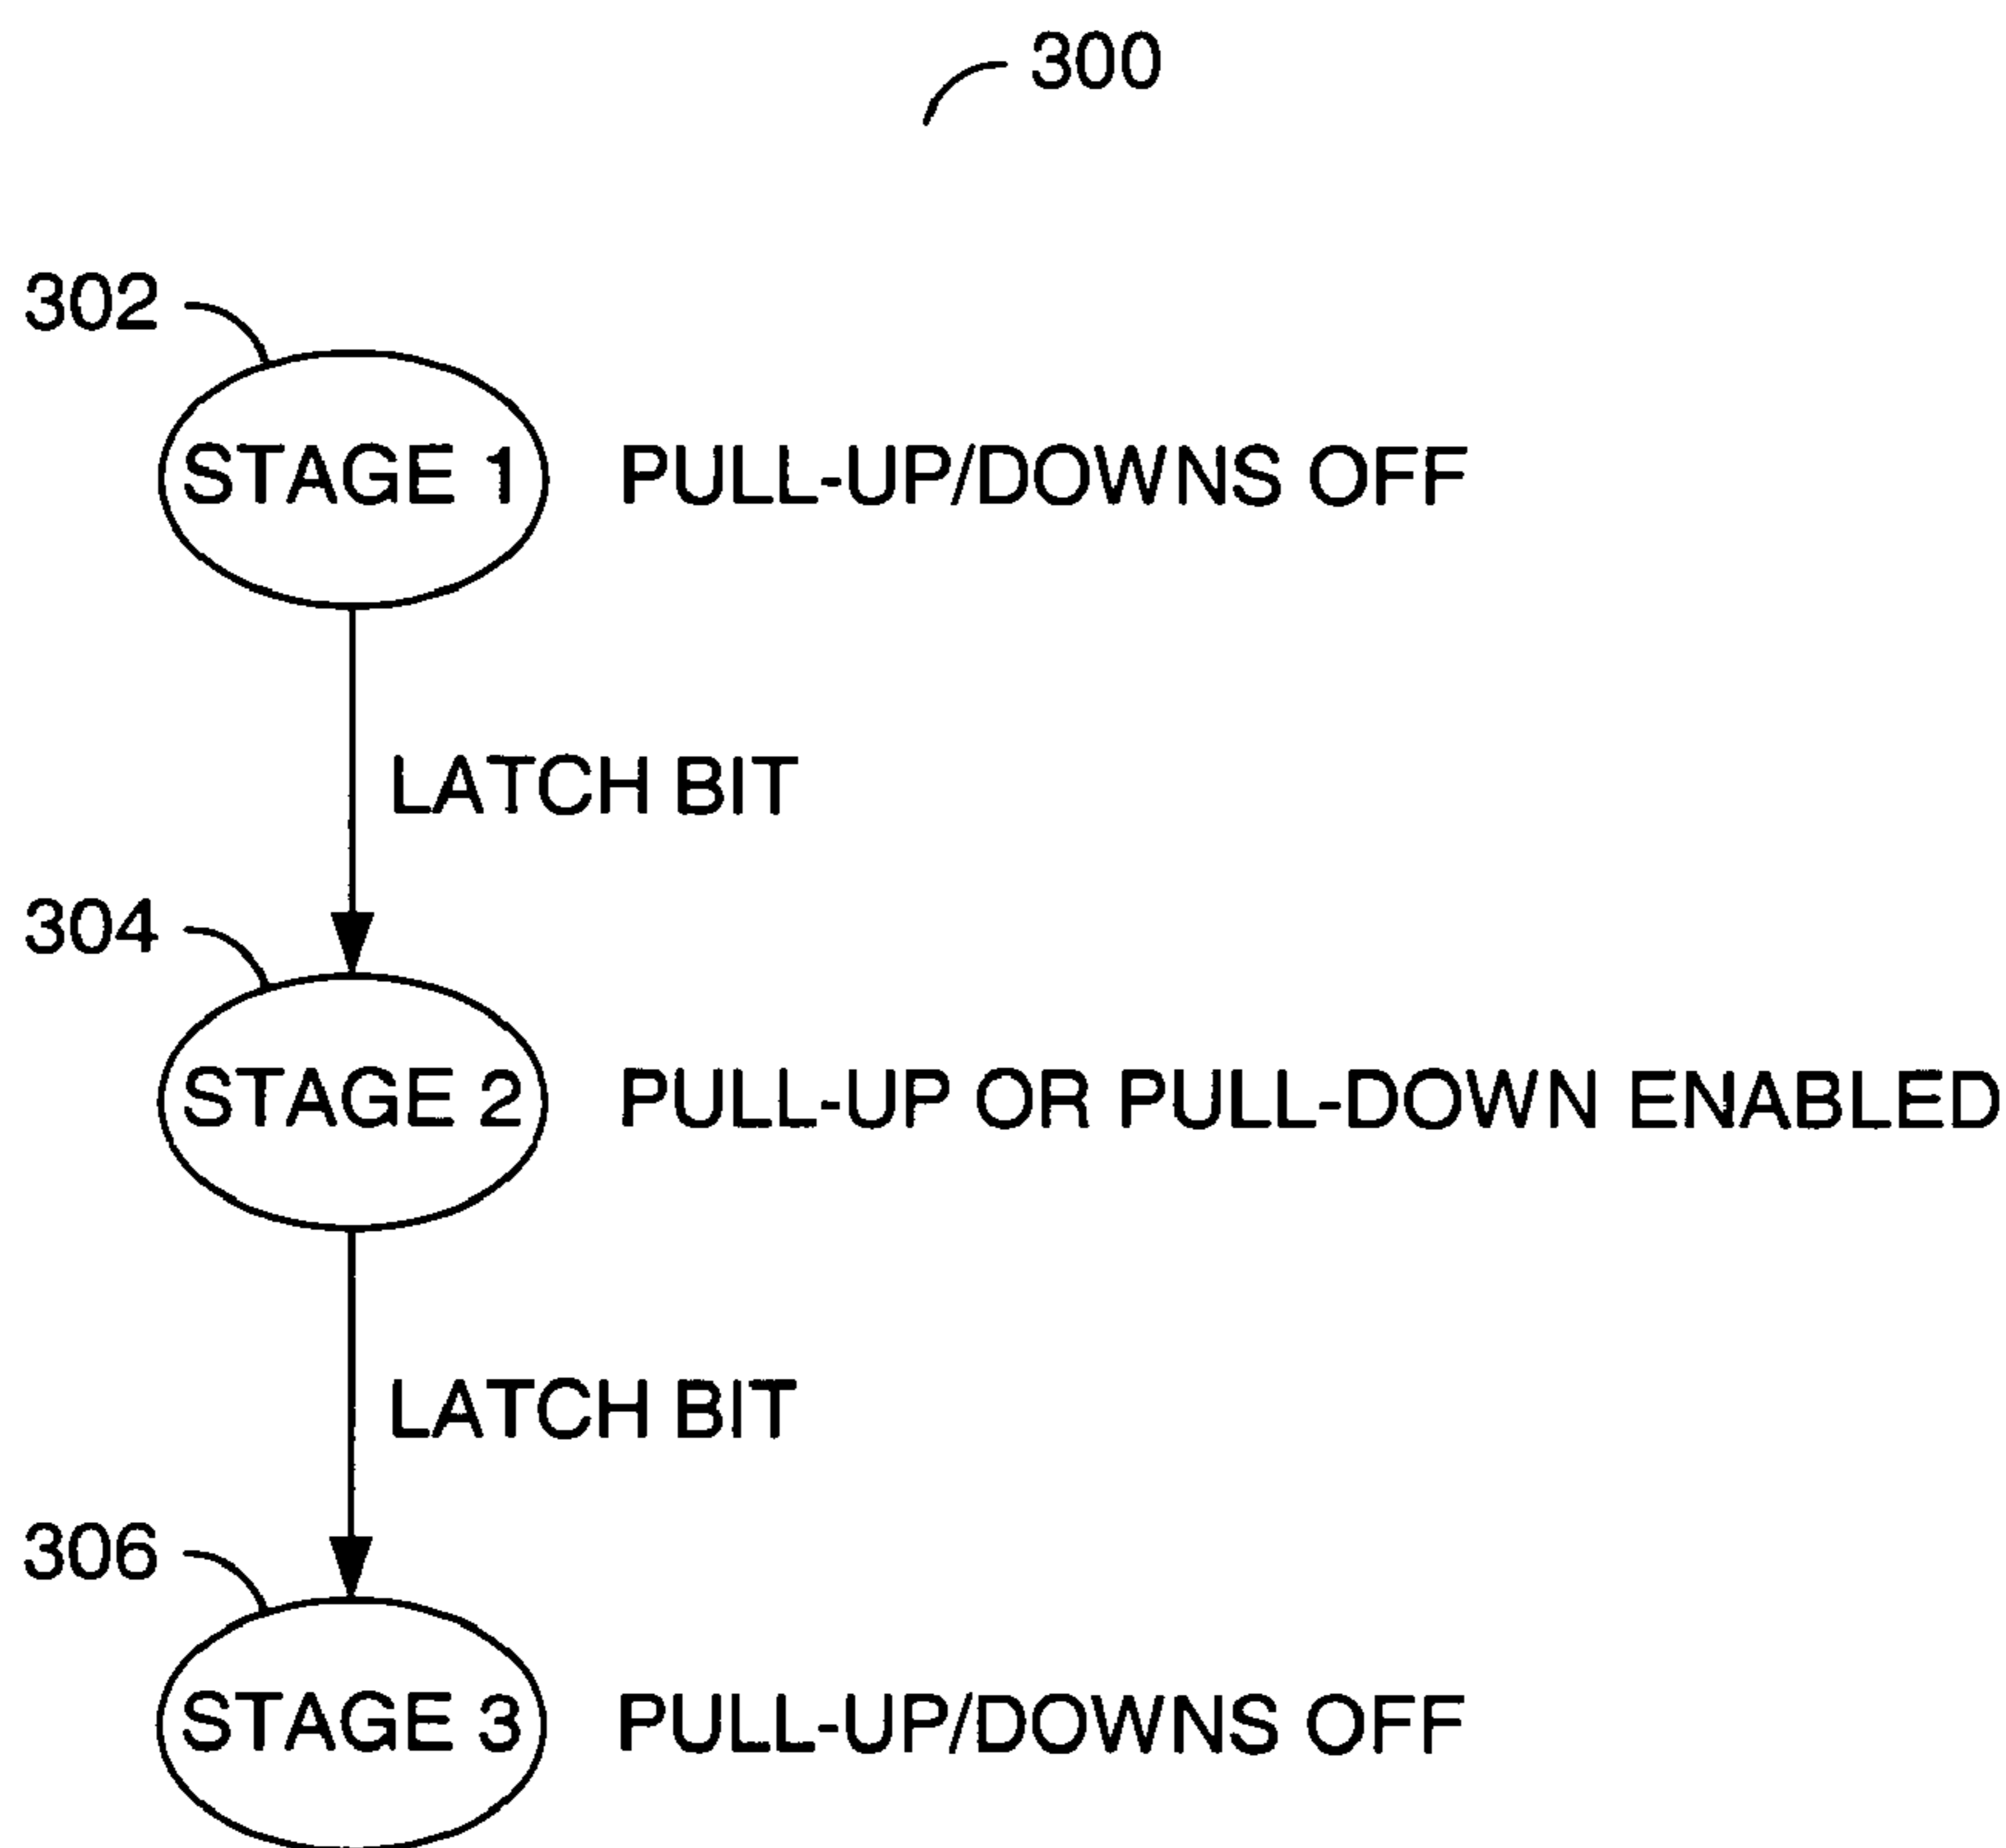 300
302
STAGE 1 PULL-UP/DOWNS OFF
LATCH BIT
304
STAGE 2 PULL-UP OR PULL-DOWN ENABLED
LATCH BIT
306
STAGE 3 PULL-UP/DOWNS OFF